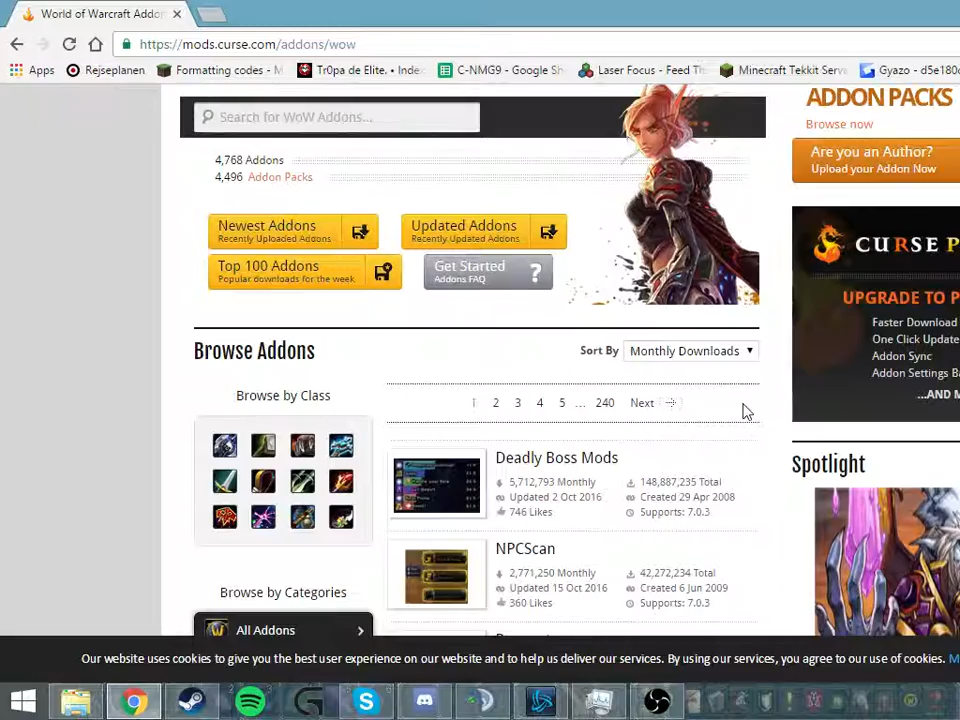 World of Warcraft Addon
https://mods.curse.com/addons/wow
Apps Rejseplanen Formatting codes - M Tr0pa de Elite. • Inde C-NMG9 - Google Sh Laser Focus - Feed Th Minecraft Tekkit Serve Gyazo - d5e180
Search for WoW Addons...
4,768 Addons
4,496 Addon Packs
Newest Addons
Recently Uploaded Addons
Updated Addons
Recently Updated Addons
Top 100 Addons
Popular downloads for the week
Get Started
Addons FAQ
ADDON PACKS
Browse now
Are you an Author?
Upload your Addon Now
CURSE P
UPGRADE TO P
Faster Download
One Click Update
Addon Sync
Addon Settings Ba
...AND M
Browse Addons
Sort By Monthly Downloads
Browse by Class
1 2 3 4 5 ... 240 Next
Deadly Boss Mods
5,712,793 Monthly 148,887,235 Total
Updated 2 Oct 2016 Created 29 Apr 2008
746 Likes Supports: 7.0.3
NPCScan
2,771,250 Monthly 42,272,234 Total
Updated 15 Oct 2016 Created 6 Jun 2009
360 Likes Supports: 7.0.3
Spotlight
Browse by Categories
All Addons
Our website uses cookies to give you the best user experience on our website and to help us deliver our services. By using our services, you agree to our use of cookies. M